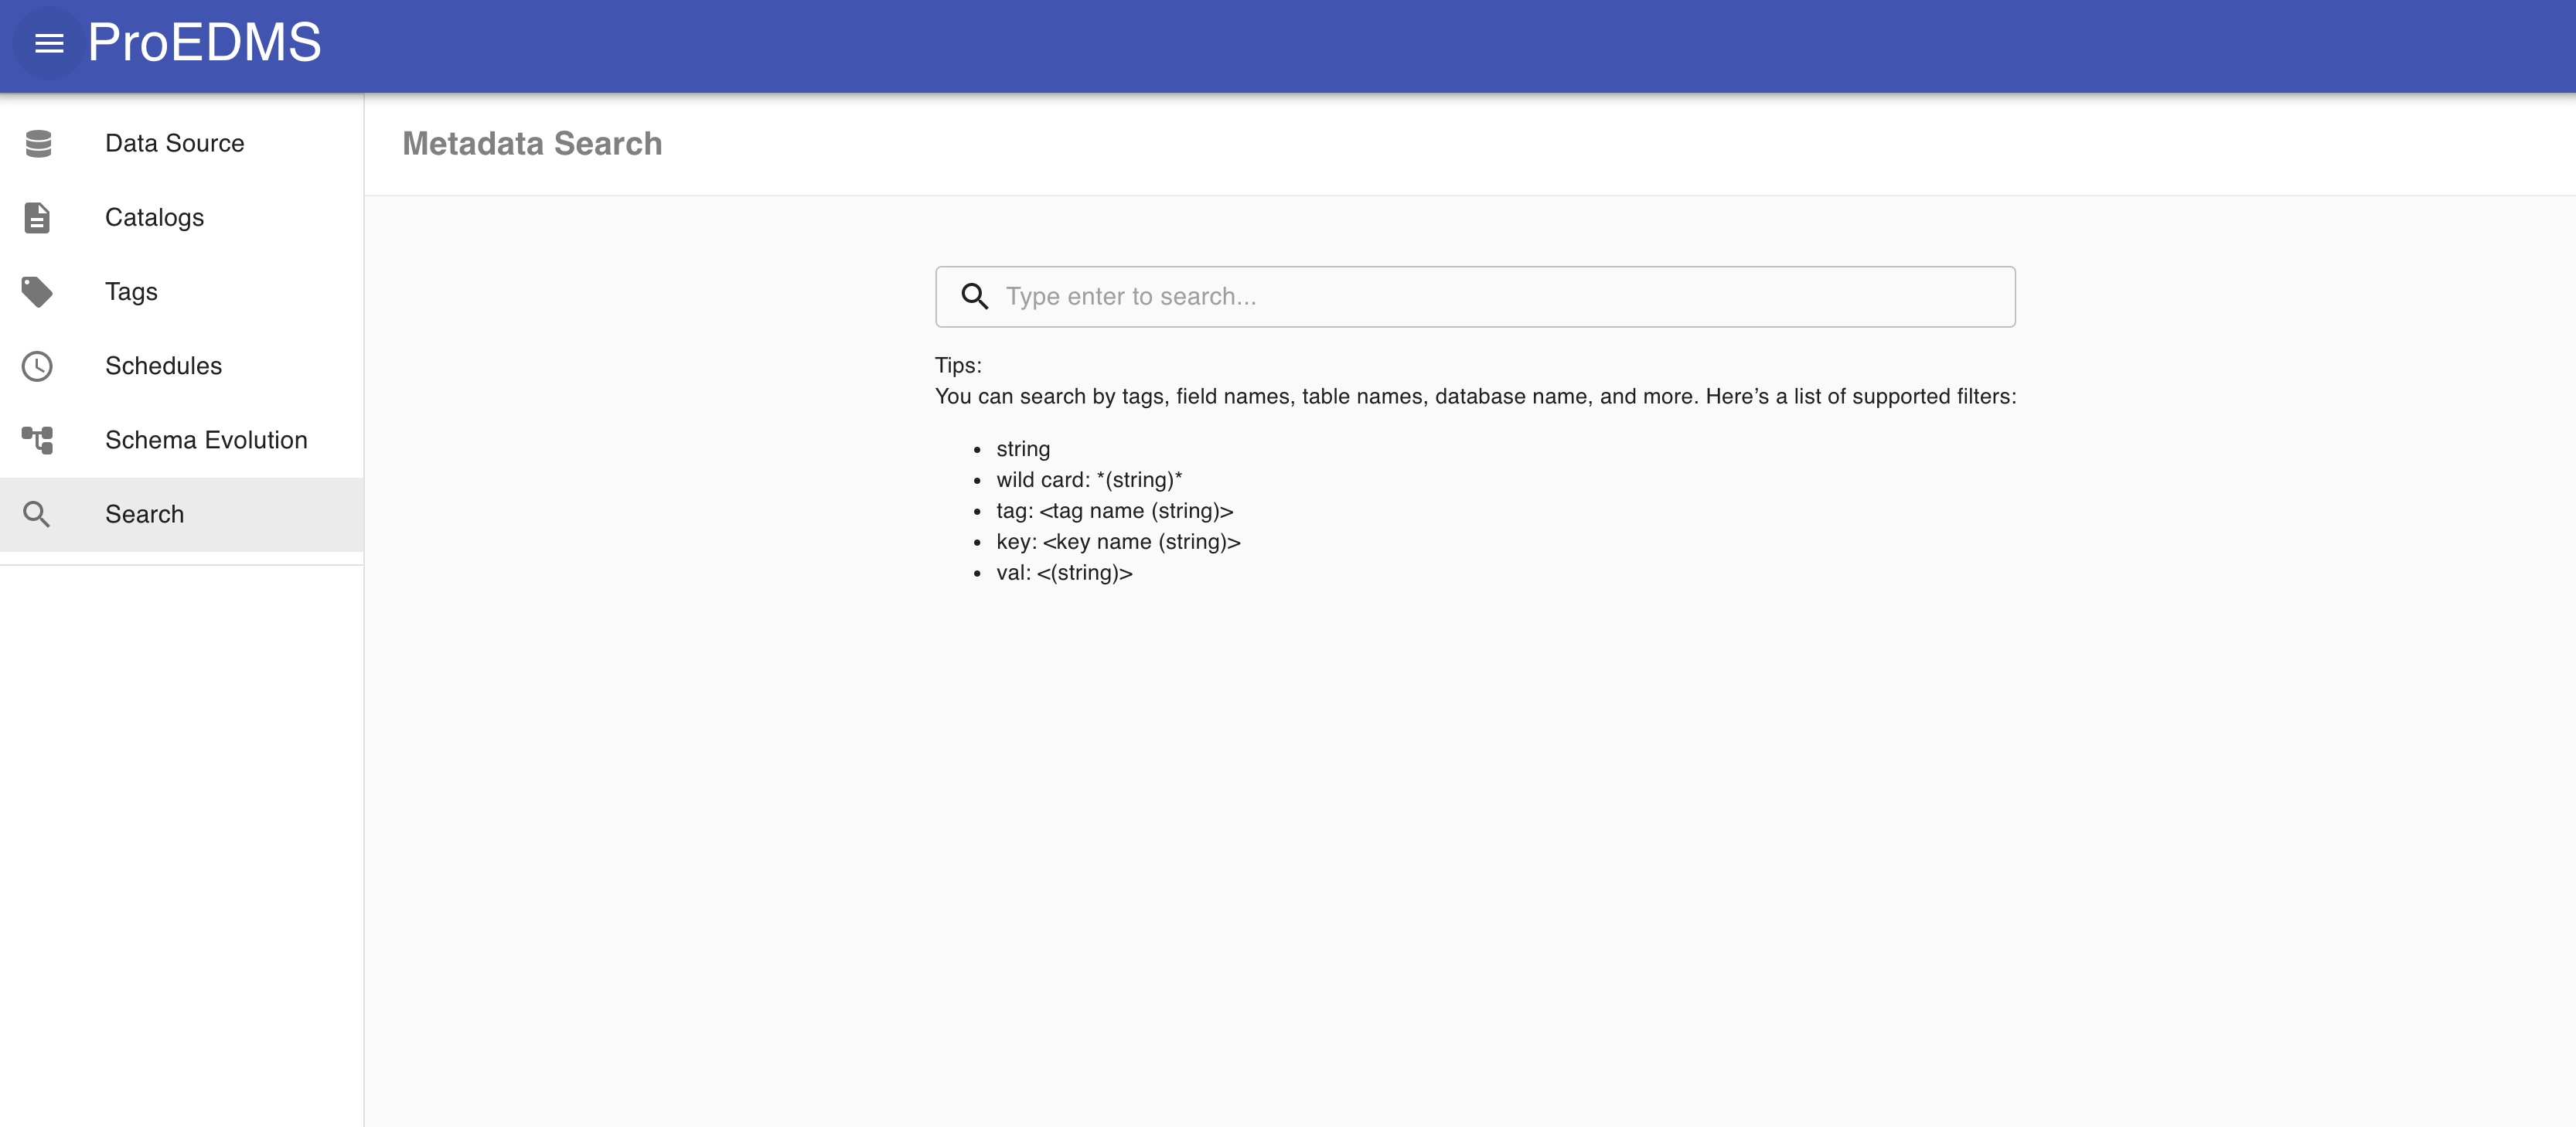 ProEDMS
Data Source
Catalogs
Tags
Schedules
Schema Evolution
Search
Metadata Search
Type enter to search...
Tips:
You can search by tags, field names, table names, database name, and more. Here’s a list of supported filters:
• string
• wild card: *(string)*
• tag: <tag name (string)>
• key: <key name (string)>
• val: <(string)>